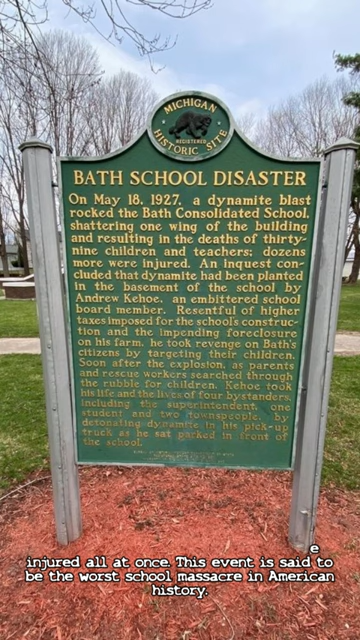 MICHIGAN
REGISTERED
HISTORIC SITE
BATH SCHOOL DISASTER
On May 18, 1927, a dynamite blast
rocked the Bath Consolidated School,
shattering one wing of the building
and resulting in the deaths of thirty-
nine children and teachers; dozens
more were injured. An inquest con-
cluded that dynamite had been planted
in the basement of the school by
Andrew Kehoe, an embittered school
board member. Resentful of higher
taxes imposed for the school's construc-
tion and the impending foreclosure
on his farm, he took revenge on Bath's
citizens by targeting their children.
Soon after the explosion, as parents
and rescue workers searched through
the rubble for children, Kehoe took
his life and the lives of four bystanders,
including the superintendent, one
student and two townspeople, by
detonating dynamite in his pick-up
truck as he sat parked in front of
the school.
e
injured all at once. This event is said to
be the worst school massacre in American
history.